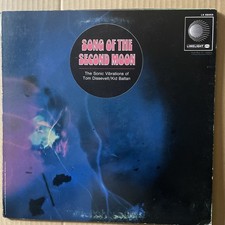 SONG OF THE
SECOND MOON
The Sonic Vibrations of
Tom Dissevelt/Kid Baltan
LIMELIGHT